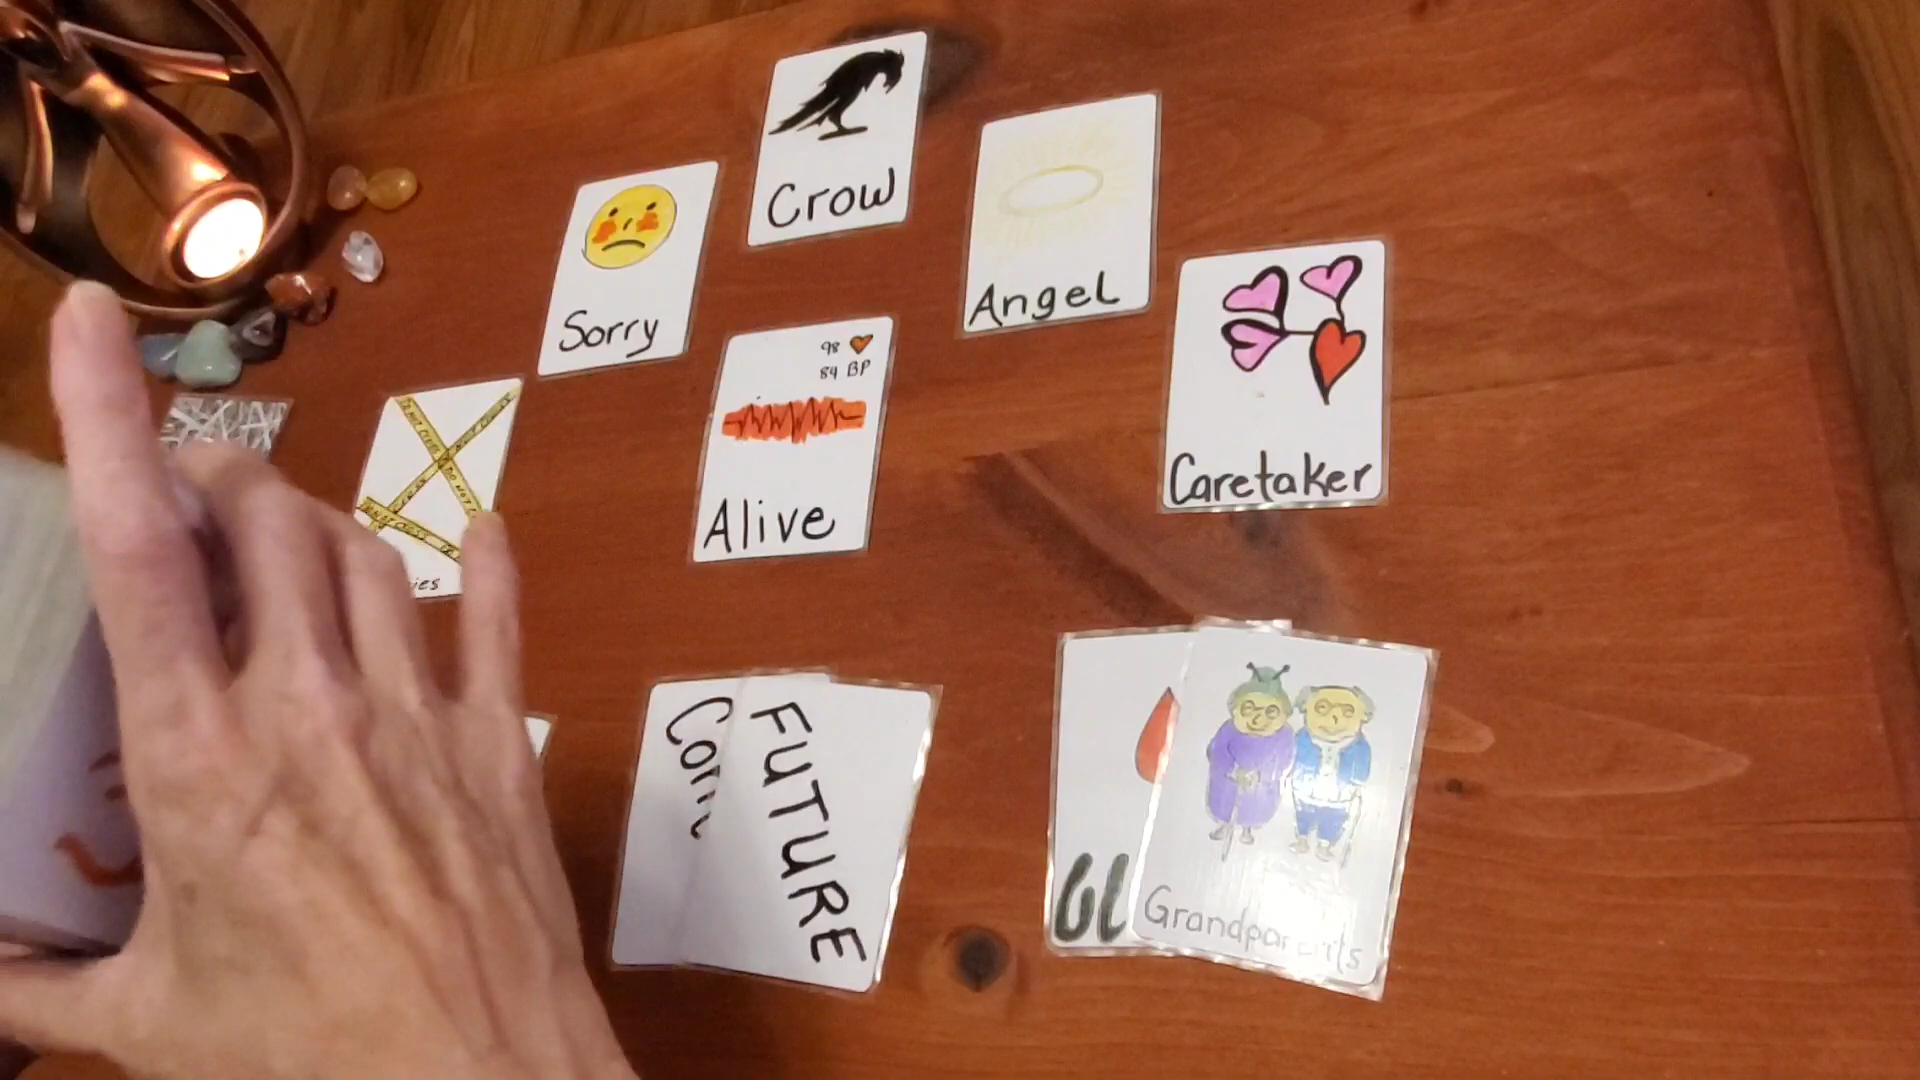 Crow
Angel
Sorry
98
84 BP
Caretaker
Alive
FUTURE
Grandparents